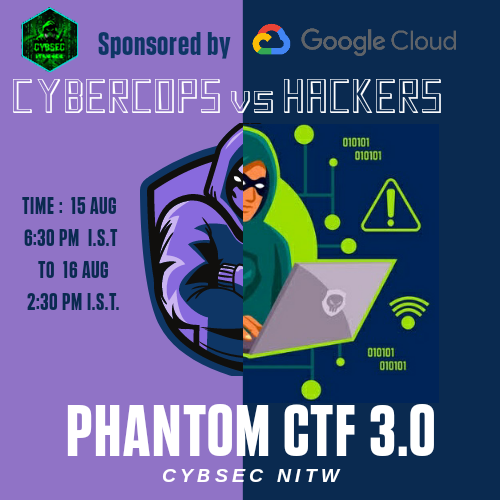 CYBSEC
Sponsored by Google Cloud
CYBERCOPS vs HACKERS
010101
010101
TIME : 15 AUG
6:30 PM I.S.T
TO 16 AUG
2:30 PM I.S.T.
010101
010101
PHANTOM CTF 3.0
CYBSEC NITW